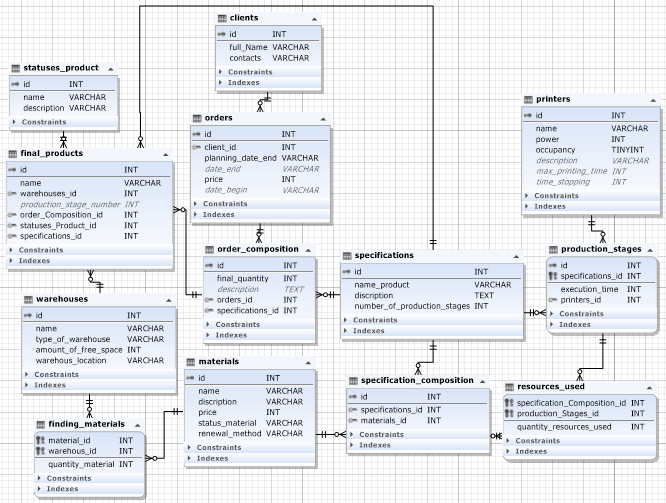 clients
id INT
full_Name VARCHAR
contacts VARCHAR
Constraints
Indexes
statuses_product
id INT
name VARCHAR
description VARCHAR
Constraints
orders
id INT
client_id INT
planning_date_end VARCHAR
date_end VARCHAR
price INT
date_begin VARCHAR
Constraints
Indexes
printers
id INT
name VARCHAR
power INT
occupancy TINYINT
description VARCHAR
max_printing_time INT
time_stopping INT
Constraints
Indexes
final_products
id INT
name VARCHAR
warehouses_id INT
production_stage_number INT
order_Composition_id INT
statuses_Product_id INT
specifications_id INT
Constraints
Indexes
order_composition
id INT
final_quantity INT
description TEXT
orders_id INT
specifications_id INT
Constraints
Indexes
specifications
id INT
name_product VARCHAR
discription TEXT
number_of_production_stages INT
Constraints
Indexes
production_stages
id INT
specifications_id INT
execution_time INT
printers_id INT
Constraints
Indexes
warehouses
id INT
name VARCHAR
type_of_warehouse VARCHAR
amount_of_free_space INT
warehous_location VARCHAR
Constraints
Indexes
materials
id INT
name VARCHAR
discription VARCHAR
price INT
status_material VARCHAR
renewal_method VARCHAR
Constraints
Indexes
specification_composition
id INT
specifications_id INT
materials_id INT
Constraints
Indexes
resources_used
specification_Composition_id INT
production_Stages_id INT
quantity_resources_used INT
Constraints
Indexes
finding_materials
material_id INT
warehous_id INT
quantity_material INT
Constraints
Indexes